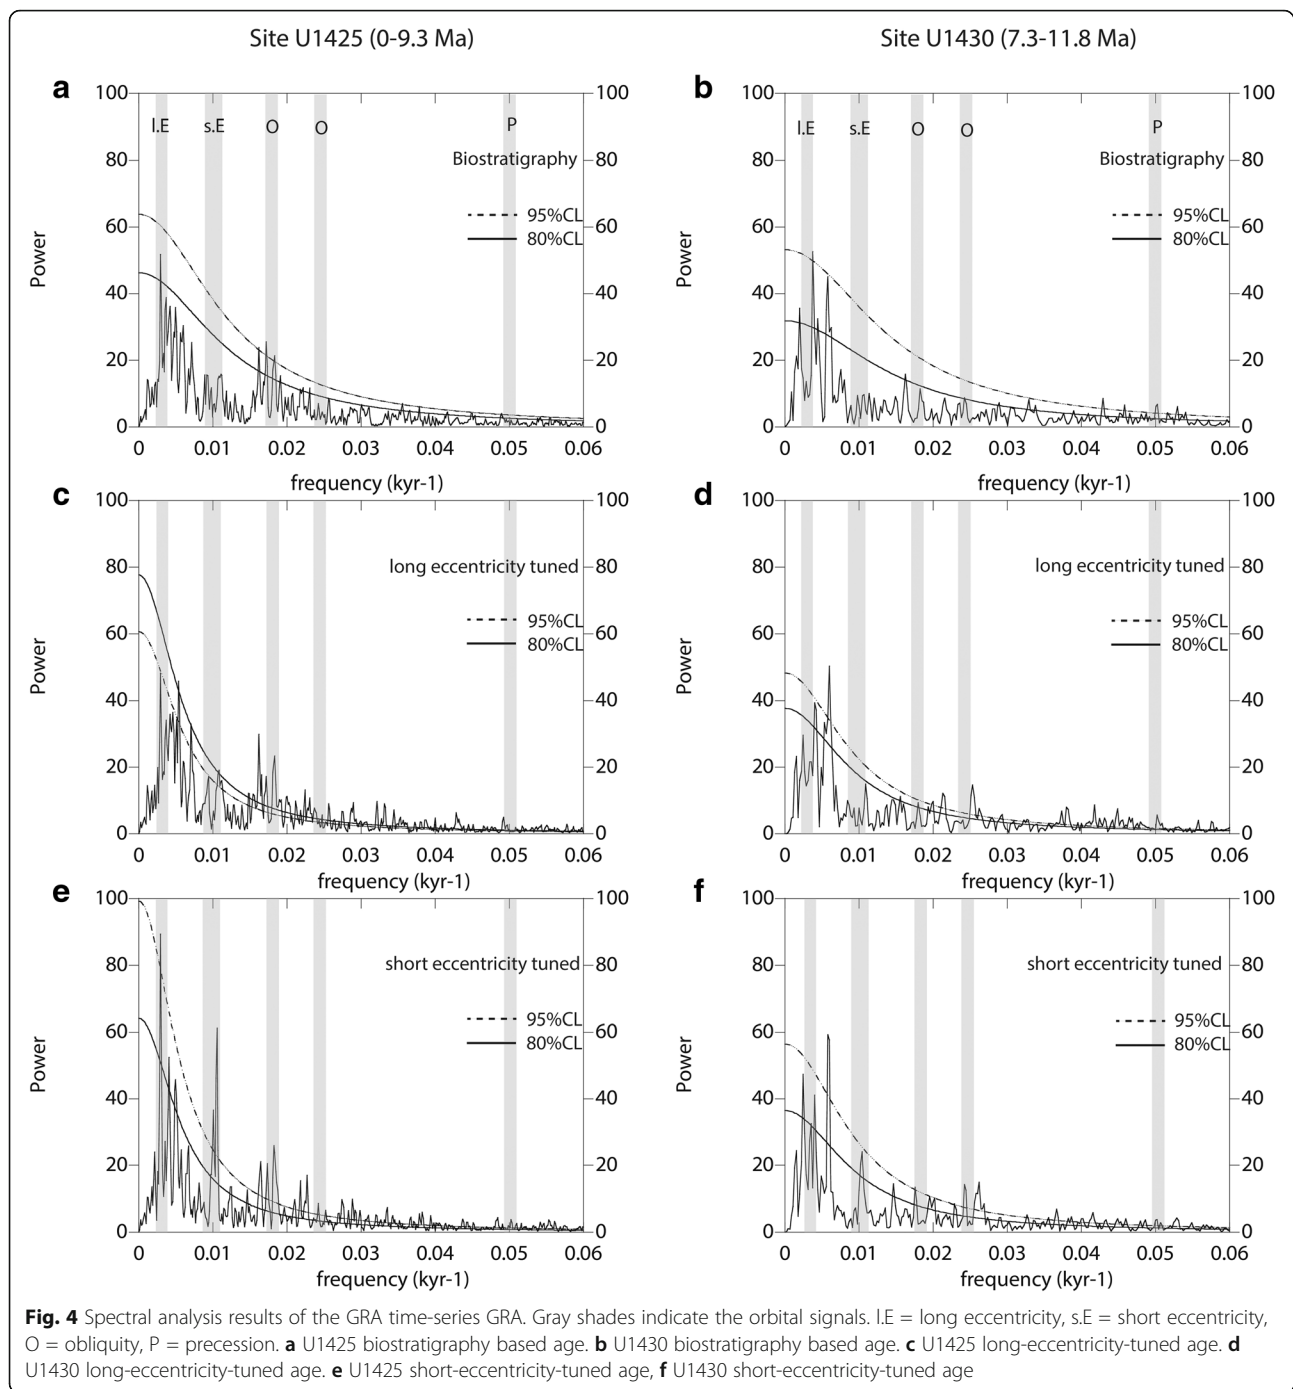 Site U1425 (0-9.3 Ma)
Site U1430 (7.3-11.8 Ma)
a
100
80
60
40
20
0
100
80
60
40
20
0
Power
l.E
s.E
O
O
P
Biostratigraphy
95%CL
80%CL
0
0.01
0.02
0.03
0.04
0.05
0.06
frequency (kyr-1)
b
100
80
60
40
20
0
100
80
60
40
20
0
Power
l.E
s.E
O
O
P
Biostratigraphy
95%CL
80%CL
0
0.01
0.02
0.03
0.04
0.05
0.06
frequency (kyr-1)
c
100
80
60
40
20
0
100
80
60
40
20
0
Power
long eccentricity tuned
95%CL
80%CL
0
0.01
0.02
0.03
0.04
0.05
0.06
frequency (kyr-1)
d
100
80
60
40
20
0
100
80
60
40
20
0
Power
long eccentricity tuned
95%CL
80%CL
0
0.01
0.02
0.03
0.04
0.05
0.06
frequency (kyr-1)
e
100
80
60
40
20
0
100
80
60
40
20
0
Power
short eccentricity tuned
95%CL
80%CL
0
0.01
0.02
0.03
0.04
0.05
0.06
frequency (kyr-1)
f
100
80
60
40
20
0
100
80
60
40
20
0
Power
short eccentricity tuned
95%CL
80%CL
0
0.01
0.02
0.03
0.04
0.05
0.06
frequency (kyr-1)
Fig. 4 Spectral analysis results of the GRA time-series GRA. Gray shades indicate the orbital signals. l.E = long eccentricity, s.E = short eccentricity,
O = obliquity, P = precession. a U1425 biostratigraphy based age. b U1430 biostratigraphy based age. c U1425 long-eccentricity-tuned age. d
U1430 long-eccentricity-tuned age. e U1425 short-eccentricity-tuned age, f U1430 short-eccentricity-tuned age